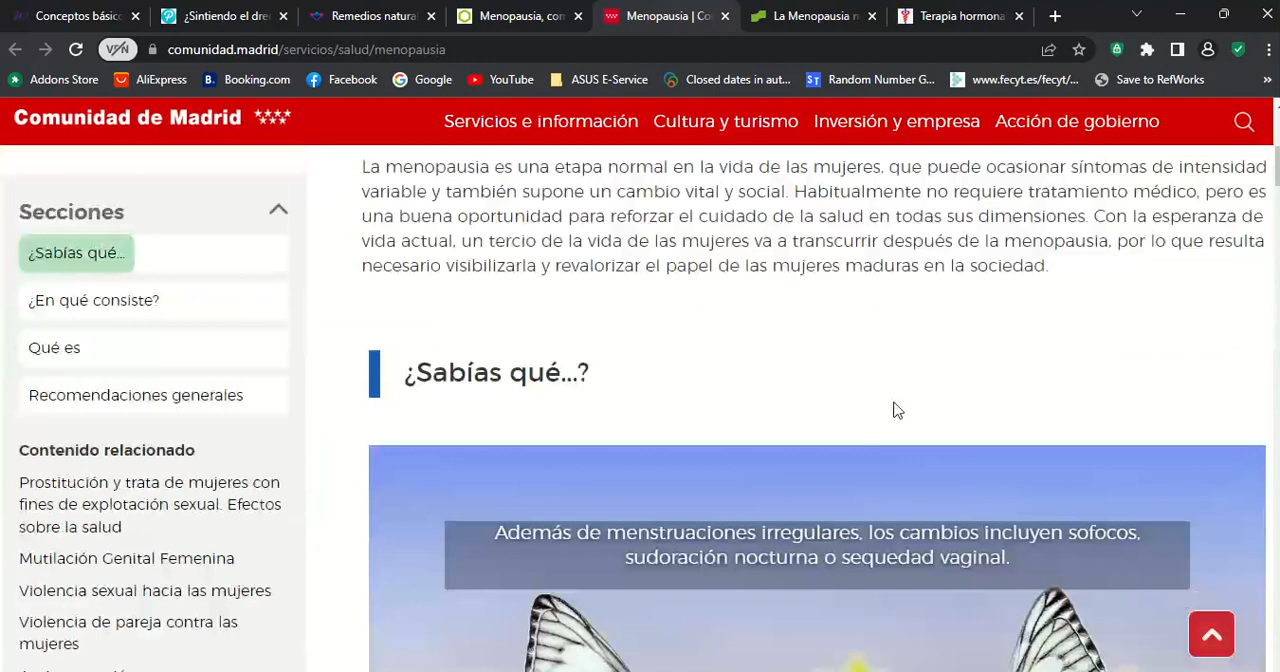 Conceptos básico
¿Sintiendo el dre
Remedios natura
Menopausia, con
Menopausia | Co
La Menopausia n
Terapia hormona
VPN
comunidad.madrid/servicios/salud/menopausia
Addons Store
AliExpress
Booking.com
Facebook
Google
YouTube
ASUS E-Service
Closed dates in aut...
Random Number G...
www.fecyt.es/fecyt/...
Save to RefWorks
Comunidad de Madrid
Servicios e información
Cultura y turismo
Inversión y empresa
Acción de gobierno
La menopausia es una etapa normal en la vida de las mujeres, que puede ocasionar síntomas de intensidad
variable y también supone un cambio vital y social. Habitualmente no requiere tratamiento médico, pero es
una buena oportunidad para reforzar el cuidado de la salud en todas sus dimensiones. Con la esperanza de
vida actual, un tercio de la vida de las mujeres va a transcurrir después de la menopausia, por lo que resulta
necesario visibilizarla y revalorizar el papel de las mujeres maduras en la sociedad.
Secciones
¿Sabías qué...
¿En qué consiste?
Qué es
Recomendaciones generales
Contenido relacionado
Prostitución y trata de mujeres con
fines de explotación sexual. Efectos
sobre la salud
Mutilación Genital Femenina
Violencia sexual hacia las mujeres
Violencia de pareja contra las
mujeres
¿Sabías qué...?
Además de menstruaciones irregulares, los cambios incluyen sofocos,
sudoración nocturna o sequedad vaginal.